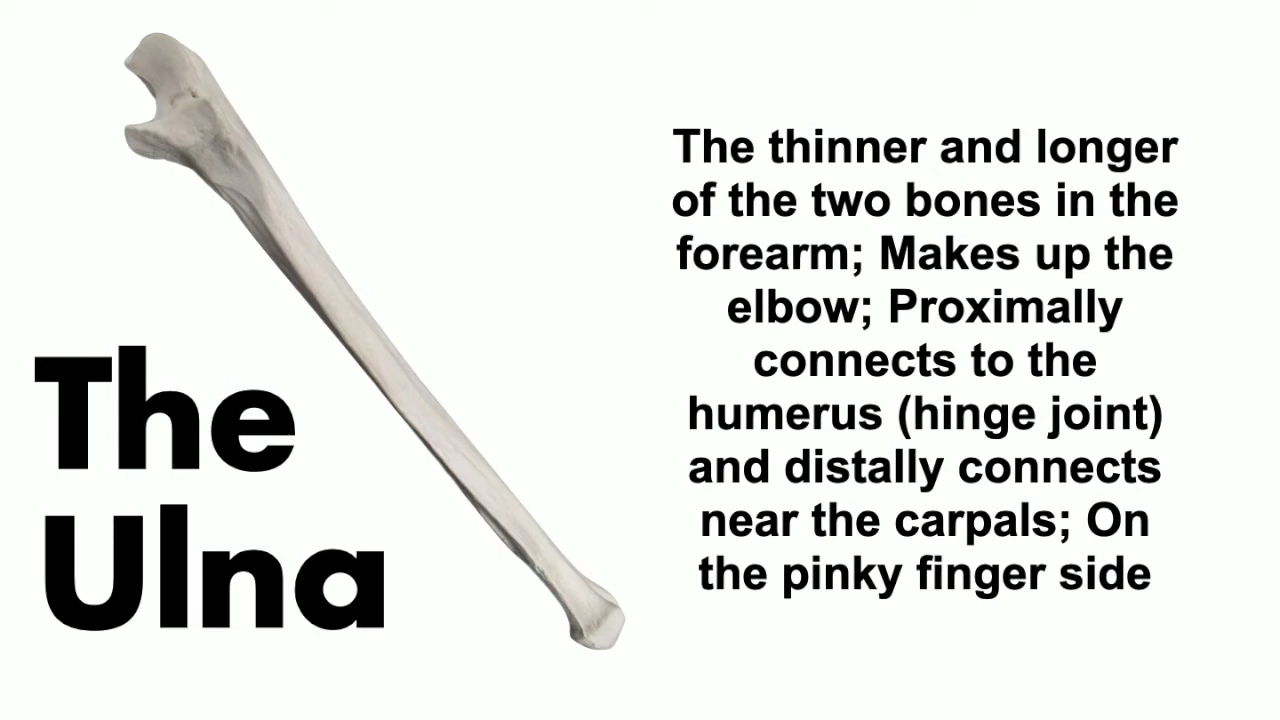 The
Ulna
The thinner and longer
of the two bones in the
forearm; Makes up the
elbow; Proximally
connects to the
humerus (hinge joint)
and distally connects
near the carpals; On
the pinky finger side